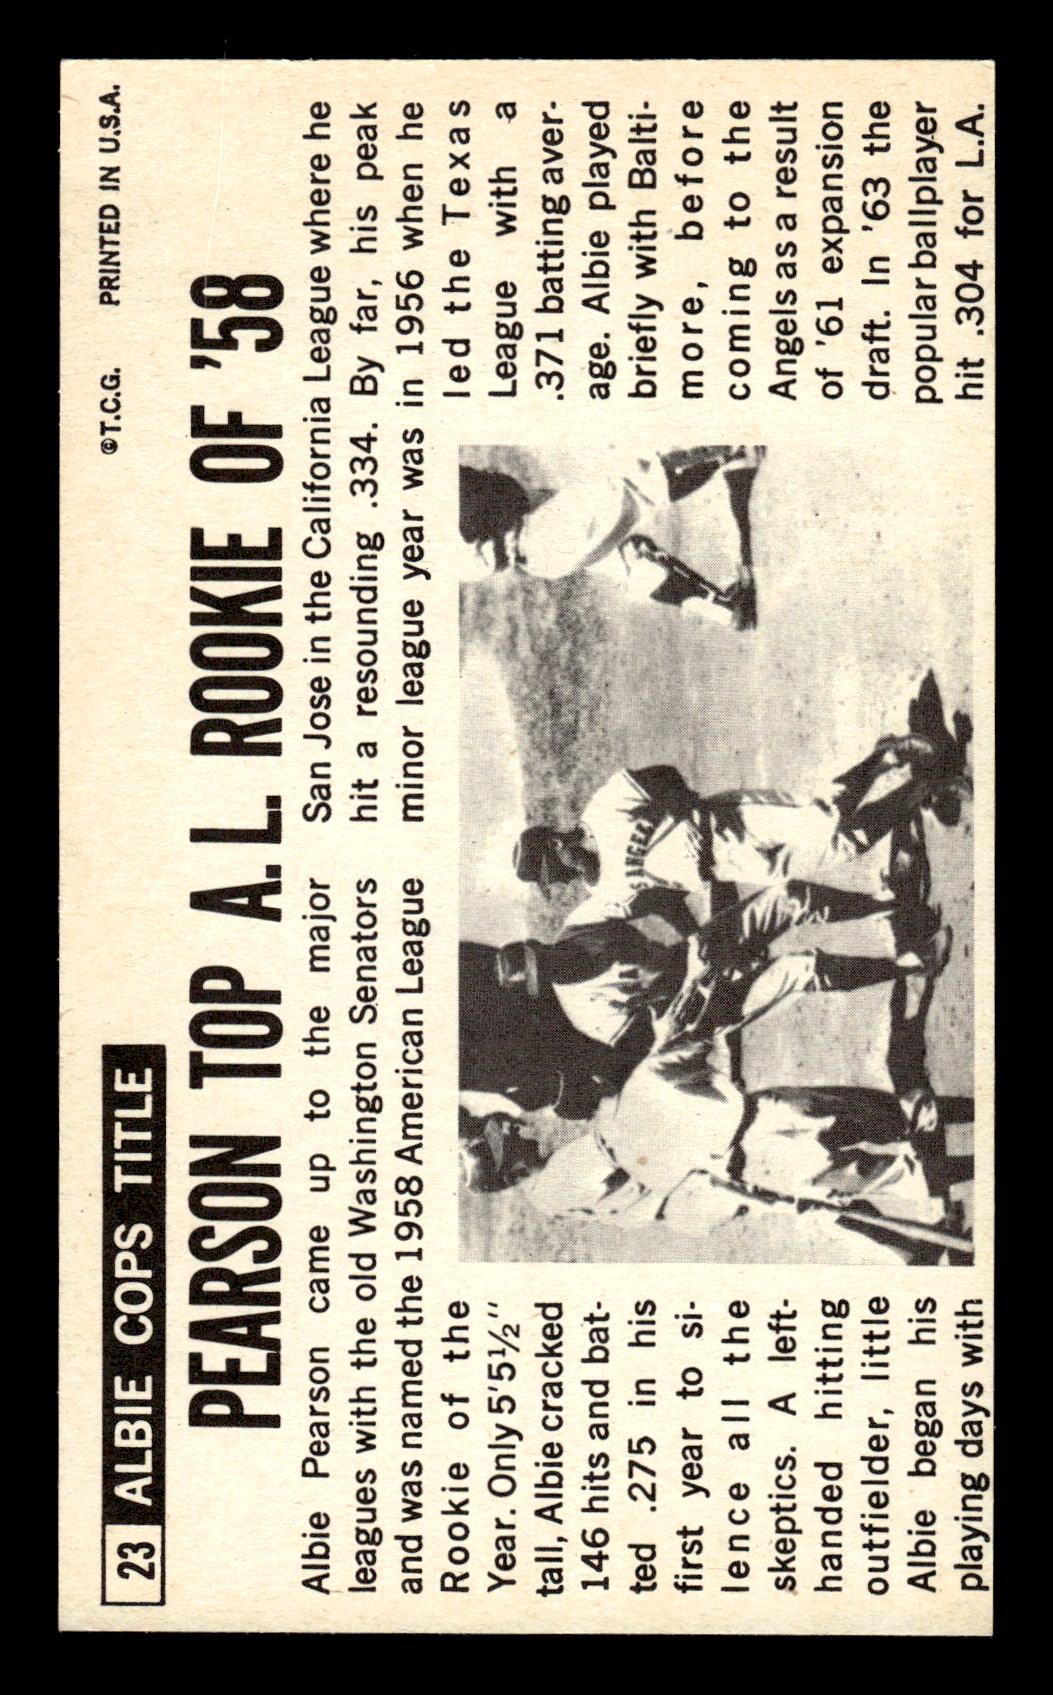 23 ALBIE COPS TITLE
©T.C.G. PRINTED IN U.S.A.
PEARSON TOP A. L. ROOKIE OF '58
Albie Pearson came up to the major
leagues with the old Washington Senators
and was named the 1958 American League
Rookie of the
Year. Only 5'5½"
tall, Albie cracked
146 hits and bat-
ted .275 in his
first year to si-
lence all the
skeptics. A left-
handed hitting
outfielder, little
Albie began his
playing days with
San Jose in the California League where he
hit a resounding .334. By far, his peak
minor league year was in 1956 when he
led the Texas
League with a
.371 batting aver-
age. Albie played
briefly with Balti-
more, before
coming to the
Angels as a result
of '61 expansion
draft. In '63 the
popular ballplayer
hit .304 for L.A.